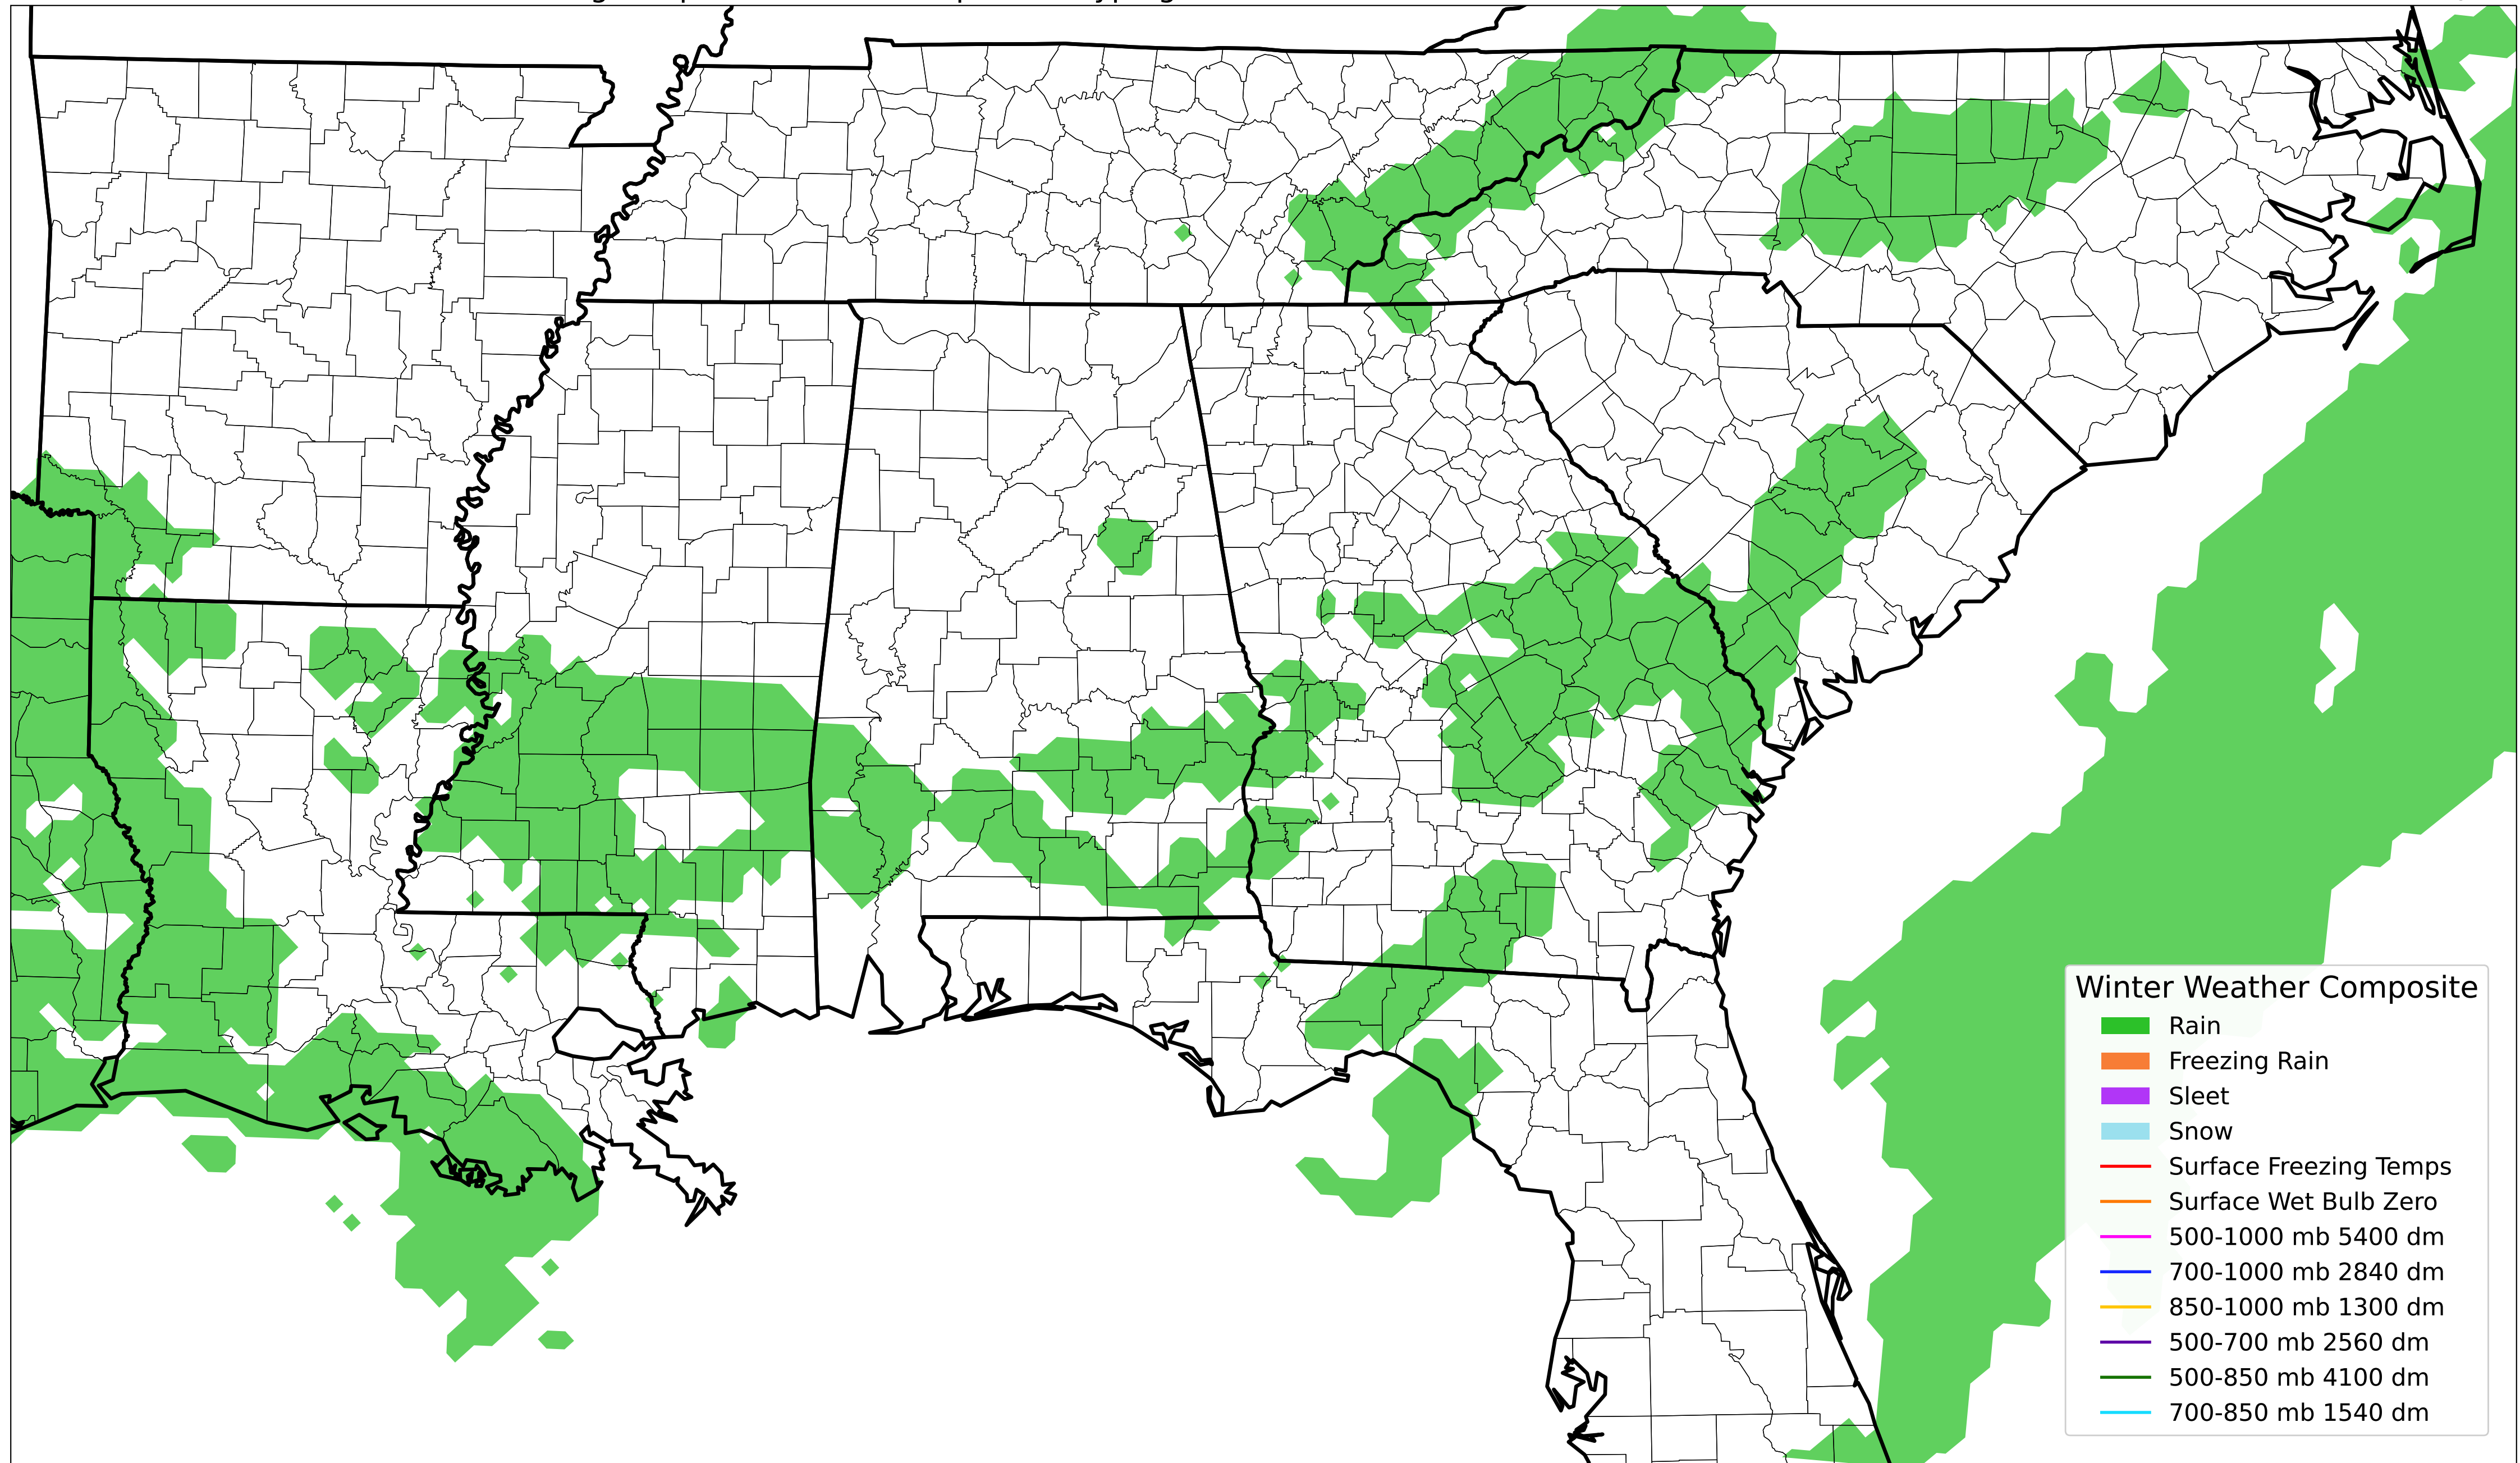 Winter Weather Composite
Rain
Freezing Rain
Sleet
Snow
Surface Freezing Temps
Surface Wet Bulb Zero
500-1000 mb 5400 dm
700-1000 mb 2840 dm
850-1000 mb 1300 dm
500-700 mb 2560 dm
500-850 mb 4100 dm
700-850 mb 1540 dm